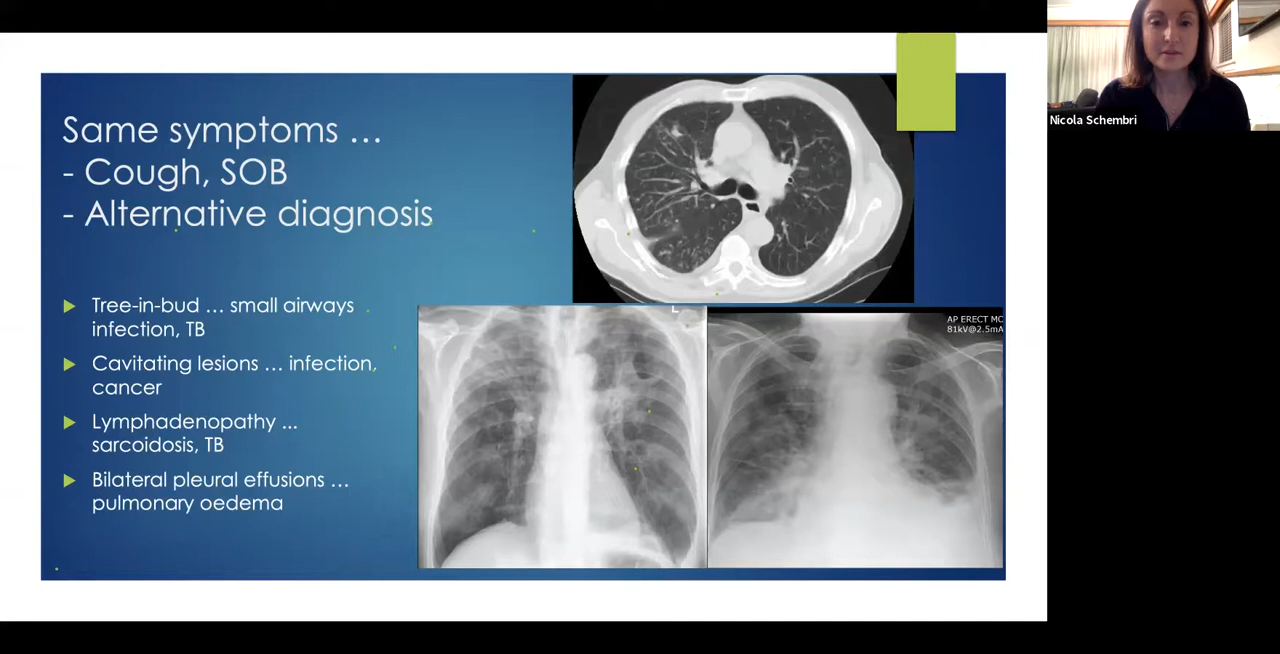 Same symptoms …
- Cough, SOB
- Alternative diagnosis
Tree-in-bud … small airways
infection, TB
Cavitating lesions … infection,
cancer
Lymphadenopathy ...
sarcoidosis, TB
Bilateral pleural effusions …
pulmonary oedema
L
AP ERECT MC
81kV@2.5mA
Nicola Schembri